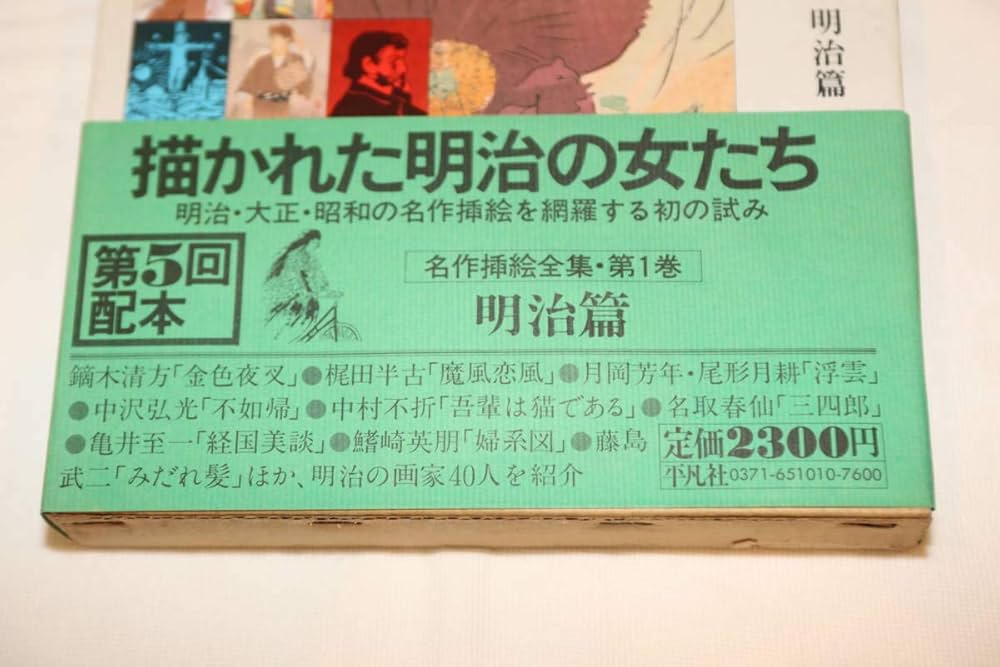 明治篇
描かれた明治の女たち
明治・大正・昭和の名作挿絵を網羅する初の試み
第5回
配本
名作挿絵全集・第1巻
明治篇
鏑木清方「金色夜叉」●梶田半古「魔風恋風」●月岡芳年・尾形月耕「浮雲」
●中沢弘光「不如帰」●中村不折「吾輩は猫である」●名取春仙「三四郎」
●亀井至一「経国美談」●鰭崎英朋「婦系図」●藤島
武二「みだれ髪」ほか、明治の画家40人を紹介
定価2300円
平凡社0371-651010-7600